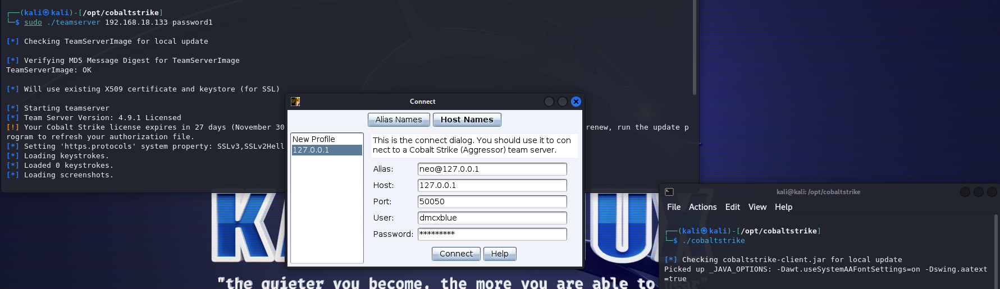 (kali㉿kali)-[/opt/cobaltstrike]
$ sudo ./teamserver 192.168.18.133 password1
[*] Checking TeamServerImage for local update
[*] Verifying MD5 Message Digest for TeamServerImage
TeamServerImage: OK
[*] Will use existing X509 certificate and keystore (for SSL)
[*] Starting teamserver
[*] Team Server Version: 4.9.1 Licensed
[!] Your Cobalt Strike license expires in 27 days (November 30 renew, run the update p
rogram to refresh your authorization file.
[*] Setting 'https.protocols' system property: SSLv3,SSLv2Hell
[*] Loading keystrokes.
[*] Loaded 0 keystrokes.
[*] Loading screenshots.
Connect
Alias Names Host Names
New Profile
127.0.0.1
This is the connect dialog. You should use it to con
nect to a Cobalt Strike (Aggressor) team server.
Alias: neo@127.0.0.1
Host: 127.0.0.1
Port: 50050
User: dmcxblue
Password: *********
Connect Help
kali@kali: /opt/cobaltstrike
File Actions Edit View Help
(kali㉿kali)-[/opt/cobaltstrike]
$ ./cobaltstrike
[*] Checking cobaltstrike-client.jar for local update
Picked up _JAVA_OPTIONS: -Dawt.useSystemAAFontSettings=on -Dswing.aatext
=true
"the quieter you become, the more you are able to hear"